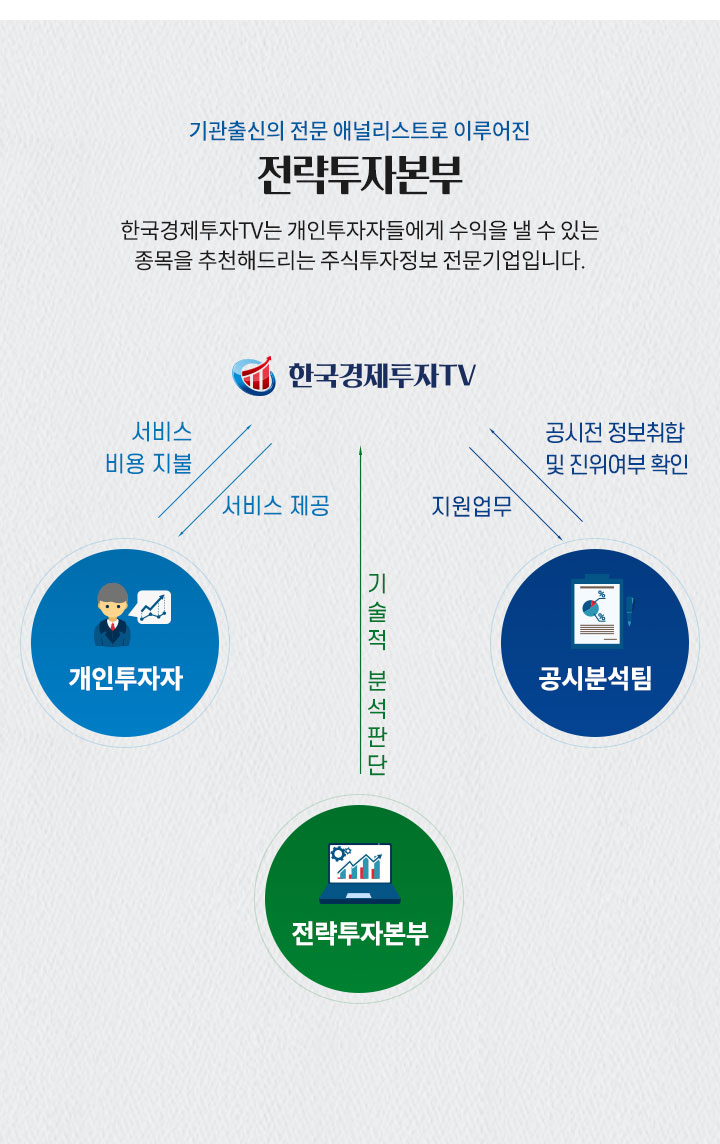 기관출신의 전문 애널리스트로 이루어진
전략투자본부
한국경제투자TV는 개인투자자들에게 수익을 낼 수 있는
종목을 추천해드리는 주식투자정보 전문기업입니다.
한국경제투자TV
서비스
비용 지불
서비스 제공
공시전 정보취합
및 진위여부 확인
지원업무
기술적 분석판단
개인투자자
%
%
공시분석팀
전략투자본부